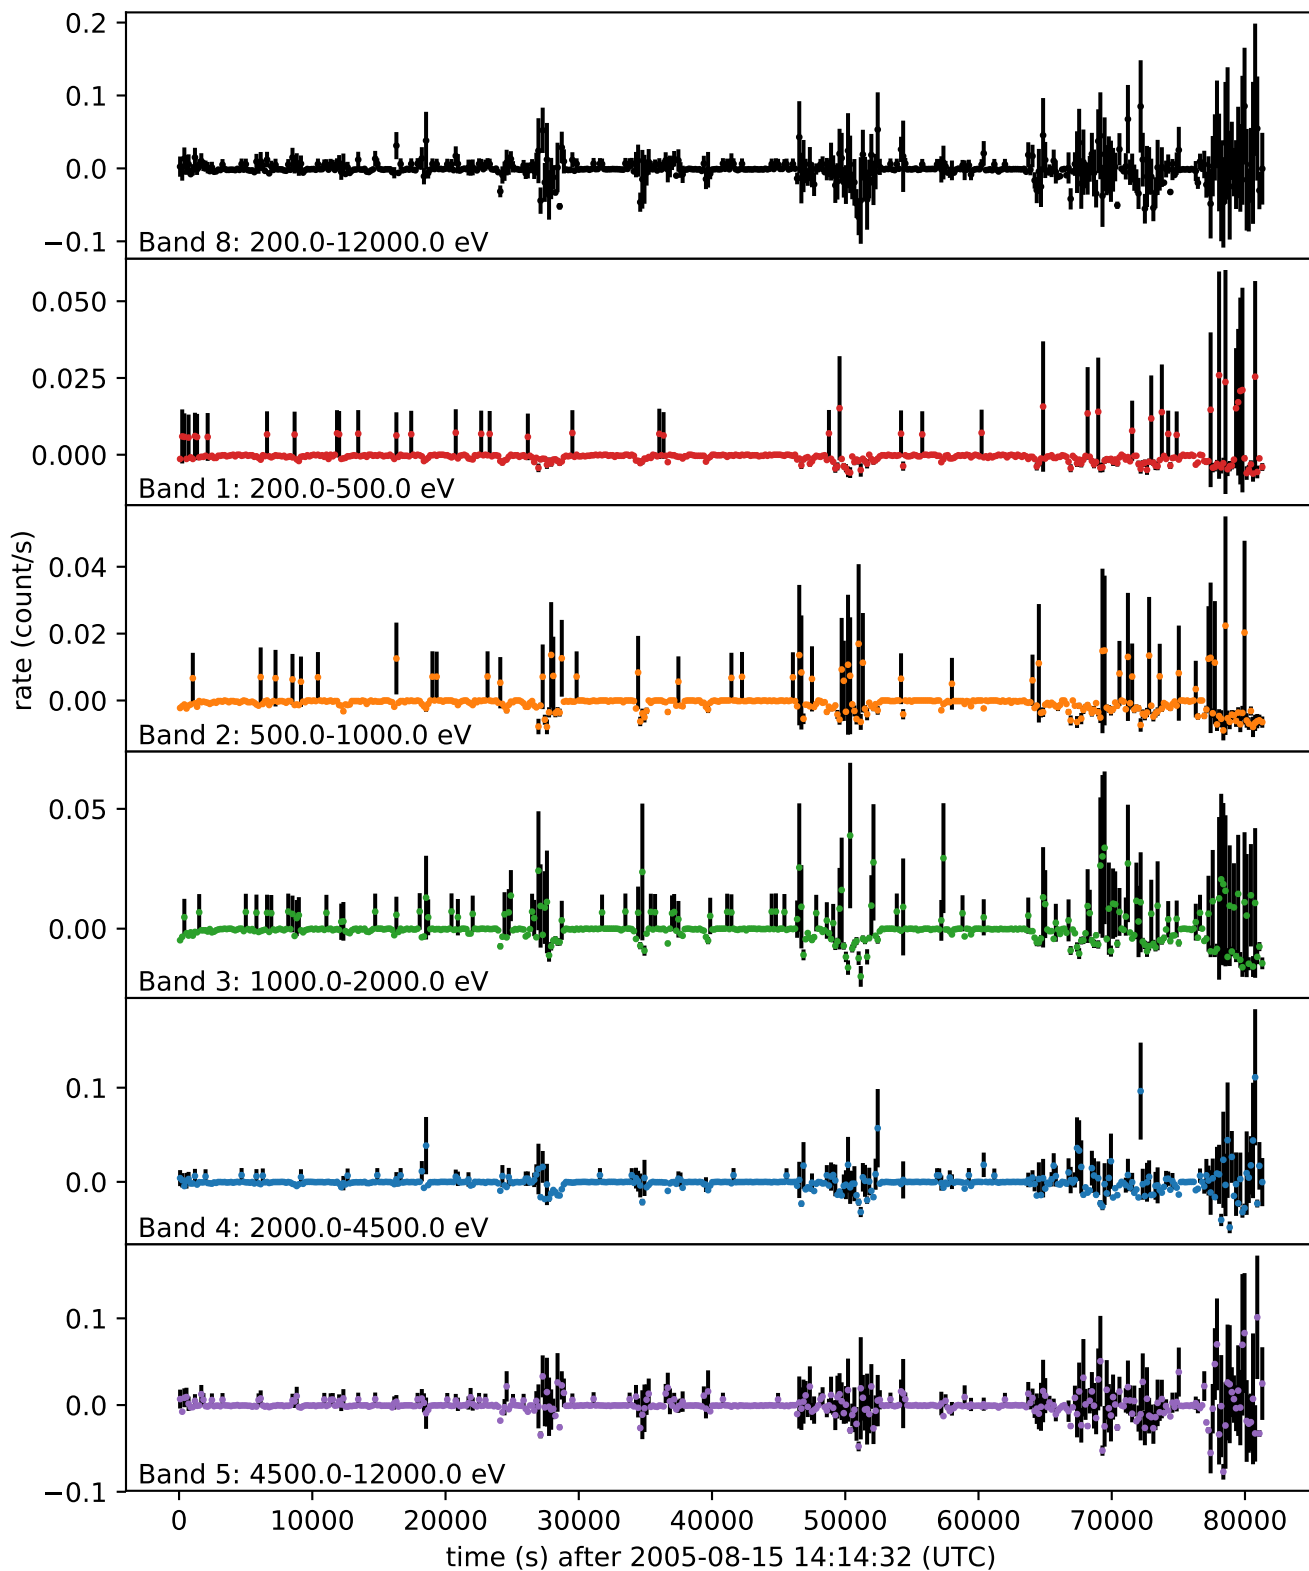 0.2
0.1
0.0
−0.1
Band 8: 200.0-12000.0 eV
0.050
0.025
0.000
Band 1: 200.0-500.0 eV
rate (count/s)
0.04
0.02
0.00
Band 2: 500.0-1000.0 eV
0.05
0.00
Band 3: 1000.0-2000.0 eV
0.1
0.0
Band 4: 2000.0-4500.0 eV
0.1
0.0
−0.1
Band 5: 4500.0-12000.0 eV
0 10000 20000 30000 40000 50000 60000 70000 80000
time (s) after 2005-08-15 14:14:32 (UTC)